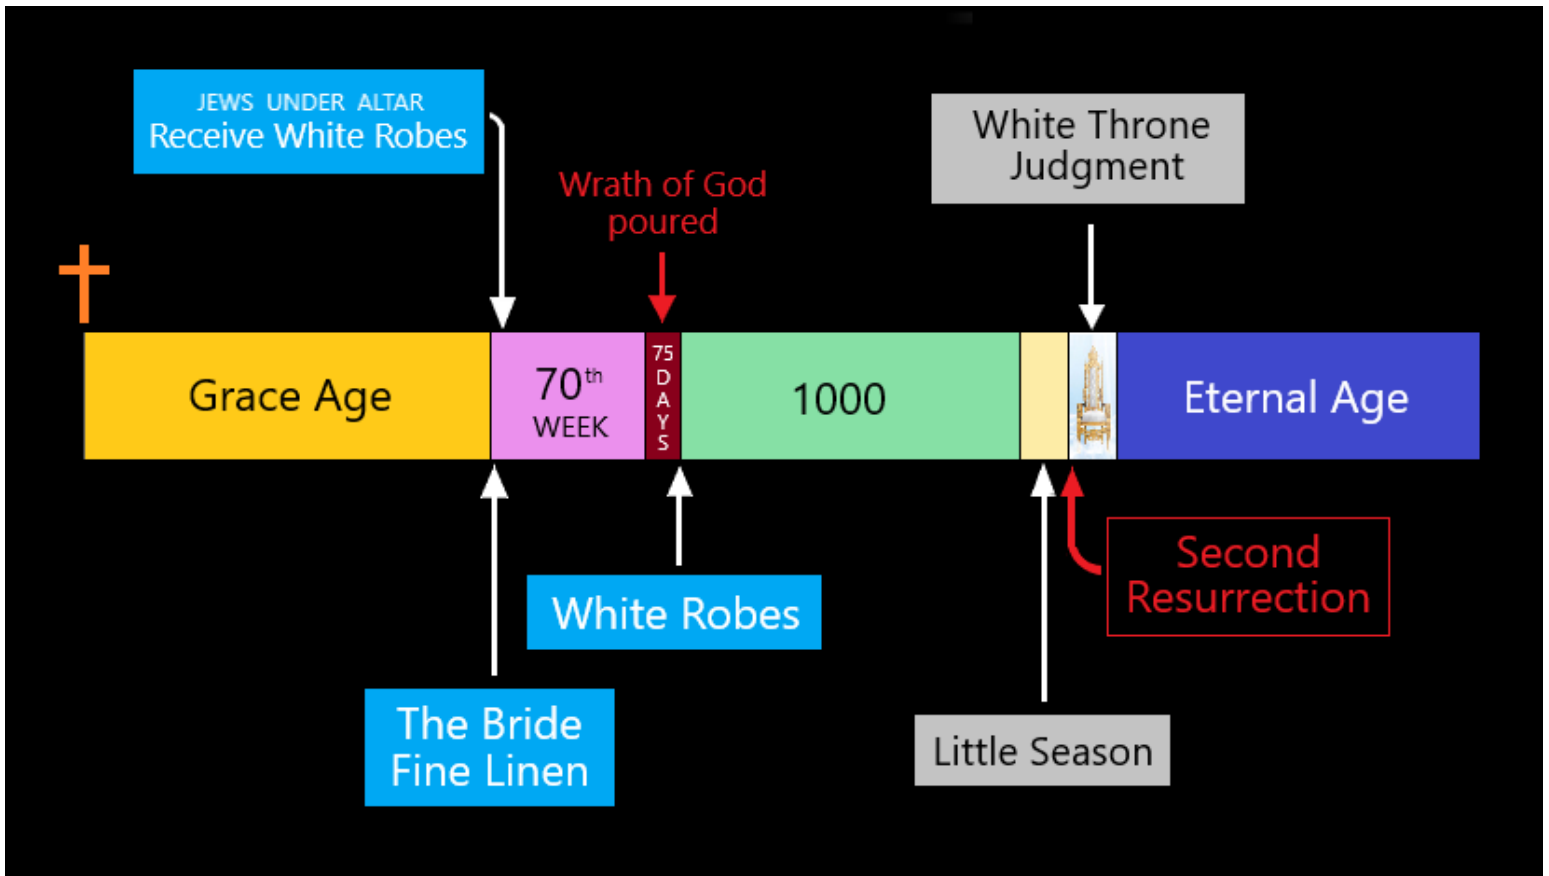 JEWS UNDER ALTAR
Receive White Robes
White Throne
Judgment
Wrath of God
poured
Grace Age
70th
WEEK
75
D
A
Y
S
1000
Eternal Age
Second
Resurrection
White Robes
The Bride
Fine Linen
Little Season